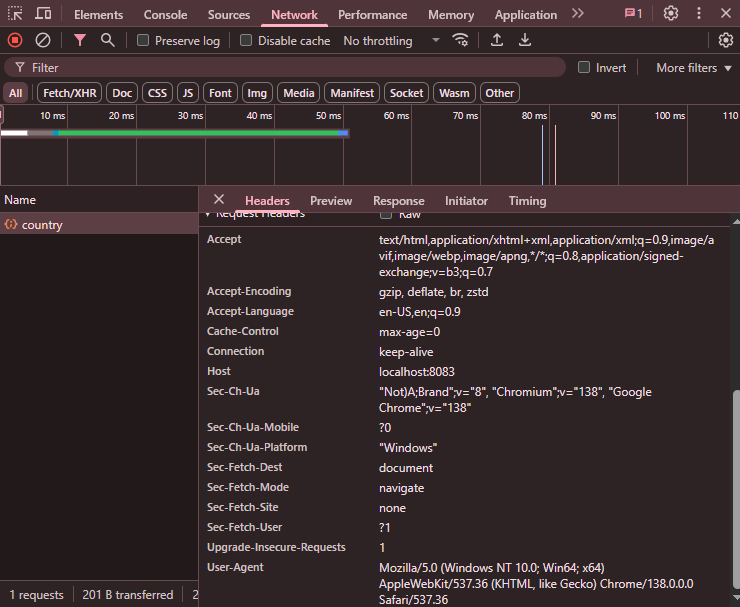 Elements Console Sources Network Performance Memory Application 1
Preserve log Disable cache No throttling
Filter Invert More filters
All Fetch/XHR Doc CSS JS Font Img Media Manifest Socket Wasm Other
10 ms 20 ms 30 ms 40 ms 50 ms 60 ms 70 ms 80 ms 90 ms 100 ms 110
Name Headers Preview Response Initiator Timing
country
Request Headers Raw
Accept text/html,application/xhtml+xml,application/xml;q=0.9,image/a
vif,image/webp,image/apng,*/*;q=0.8,application/signed-
exchange;v=b3;q=0.7
Accept-Encoding gzip, deflate, br, zstd
Accept-Language en-US,en;q=0.9
Cache-Control max-age=0
Connection keep-alive
Host localhost:8083
Sec-Ch-Ua "Not)A;Brand";v="8", "Chromium";v="138", "Google
Chrome";v="138"
Sec-Ch-Ua-Mobile ?0
Sec-Ch-Ua-Platform "Windows"
Sec-Fetch-Dest document
Sec-Fetch-Mode navigate
Sec-Fetch-Site none
Sec-Fetch-User ?1
Upgrade-Insecure-Requests 1
User-Agent Mozilla/5.0 (Windows NT 10.0; Win64; x64)
AppleWebKit/537.36 (KHTML, like Gecko) Chrome/138.0.0.0
Safari/537.36
1 requests 201 B transferred 2